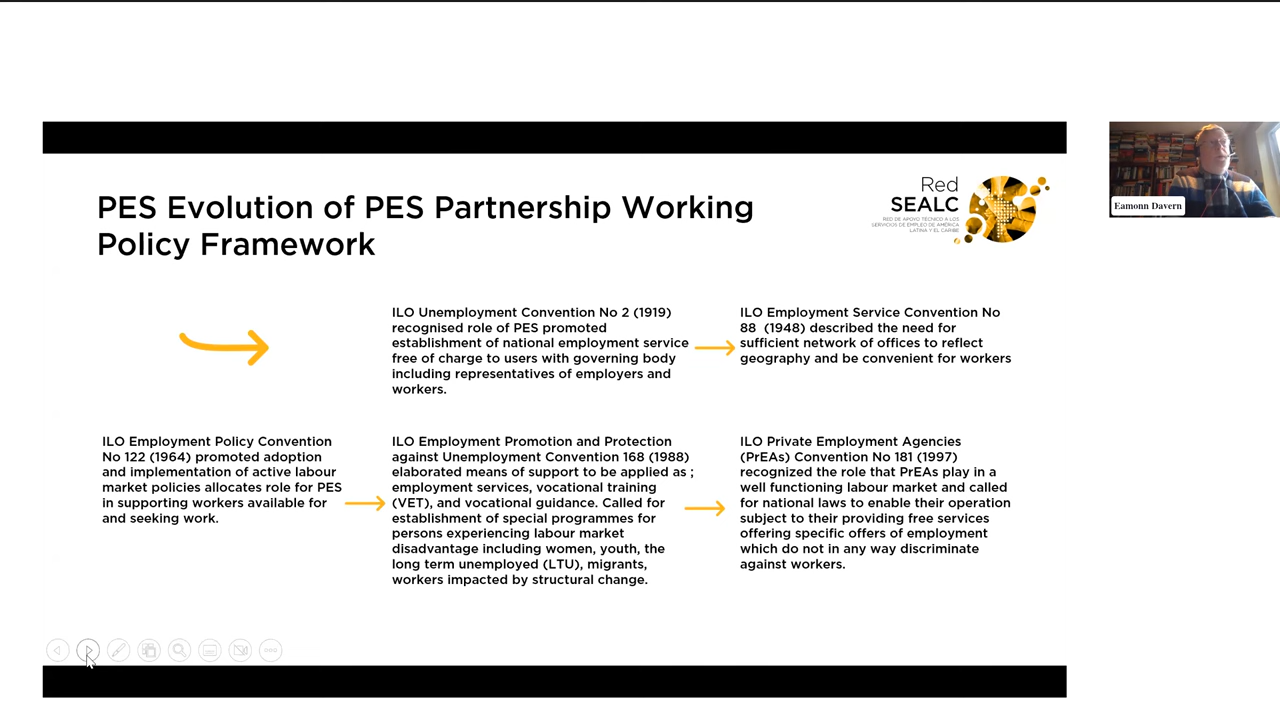 PES Evolution of PES Partnership Working
Policy Framework
Red
SEALC
RED DE APOYO TÉCNICO A LOS
SERVICIOS DE EMPLEO DE AMÉRICA
LATINA Y EL CARIBE
Eamonn Davern
ILO Unemployment Convention No 2 (1919)
recognised role of PES promoted
establishment of national employment service
free of charge to users with governing body
including representatives of employers and
workers.
ILO Employment Service Convention No
88 (1948) described the need for
sufficient network of offices to reflect
geography and be convenient for workers
ILO Employment Policy Convention
No 122 (1964) promoted adoption
and implementation of active labour
market policies allocates role for PES
in supporting workers available for
and seeking work.
ILO Employment Promotion and Protection
against Unemployment Convention 168 (1988)
elaborated means of support to be applied as ;
employment services, vocational training
(VET), and vocational guidance. Called for
establishment of special programmes for
persons experiencing labour market
disadvantage including women, youth, the
long term unemployed (LTU), migrants,
workers impacted by structural change.
ILO Private Employment Agencies
(PrEAs) Convention No 181 (1997)
recognized the role that PrEAs play in a
well functioning labour market and called
for national laws to enable their operation
subject to their providing free services
offering specific offers of employment
which do not in any way discriminate
against workers.